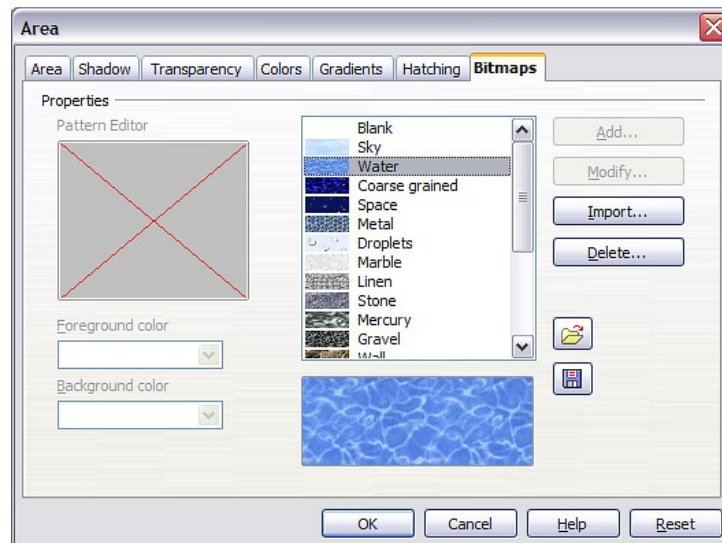 Area
Area Shadow Transparency Colors Gradients Hatching Bitmaps
Properties
Pattern Editor
Blank
Sky
Water
Coarse grained
Space
Metal
Droplets
Marble
Linen
Stone
Mercury
Gravel
Wall
Add...
Modify...
Import...
Delete...
Foreground color
Background color
OK Cancel Help Reset